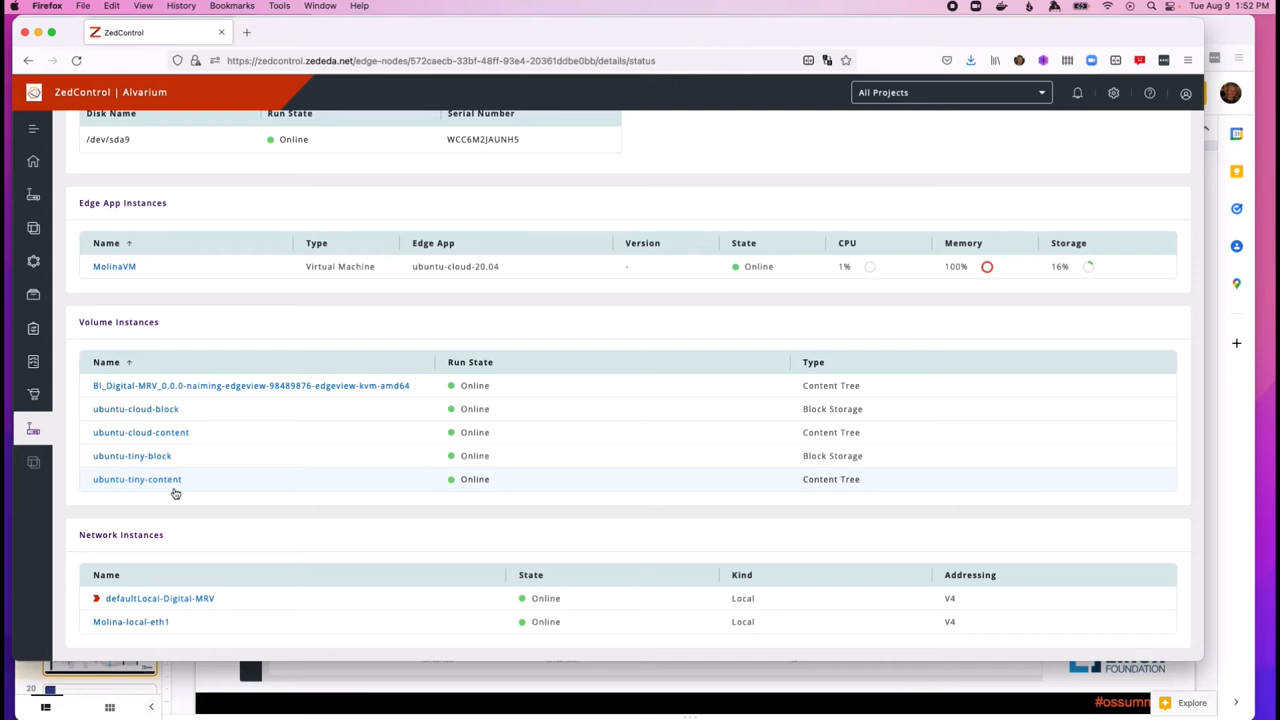 Firefox File Edit View History Bookmarks Tools Window Help Tue Aug 9 1:52 PM
ZedControl
https://zedcontrol.zededa.net/edge-nodes/572caecb-33bf-48ff-93e4-20361ddbe0bb/details/status
ZedControl | Alvarium All Projects
Disk Name Run State Serial Number
/dev/sda9 Online WCC6M2JAUNH5
Edge App Instances
Name ↑ Type Edge App Version State CPU Memory Storage
MolinaVM Virtual Machine ubuntu-cloud-20.04 - Online 1% 100% 16%
Volume Instances
Name ↑ Run State Type
BI_Digital-MRV_0.0.0-naiming-edgeview-98489876-edgeview-kvm-amd64 Online Content Tree
ubuntu-cloud-block Online Block Storage
ubuntu-cloud-content Online Content Tree
ubuntu-tiny-block Online Block Storage
ubuntu-tiny-content Online Content Tree
Network Instances
Name State Kind Addressing
defaultLocal-Digital-MRV Online Local V4
Molina-local-eth1 Online Local V4
FOUNDATION
20
#ossumm
Explore